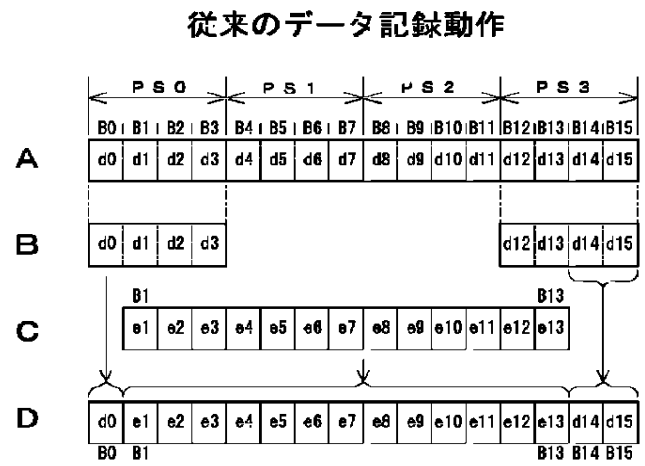 従来のデータ記録動作
PS0 PS1 PS2 PS3
B0 B1 B2 B3 B4 B5 B6 B7 B8 B9 B10 B11 B12 B13 B14 B15
A d0 d1 d2 d3 d4 d5 d6 d7 d8 d9 d10 d11 d12 d13 d14 d15
B d0 d1 d2 d3 d12 d13 d14 d15
B1 B13
C e1 e2 e3 e4 e5 e6 e7 e8 e9 e10 e11 e12 e13
D d0 e1 e2 e3 e4 e5 e6 e7 e8 e9 e10 e11 e12 e13 d14 d15
B0 B1 B13 B14 B15